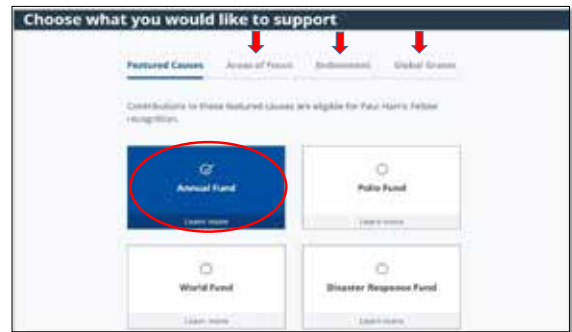 Choose what you would like to support
Featured Causes Areas of Focus Endowment Global Grants
Contributions to these featured causes are eligible for Paul Harris Fellow
recognition.
Annual Fund Polio Fund
Learn more Learn more
World Fund Disaster Response Fund
Learn more Learn more